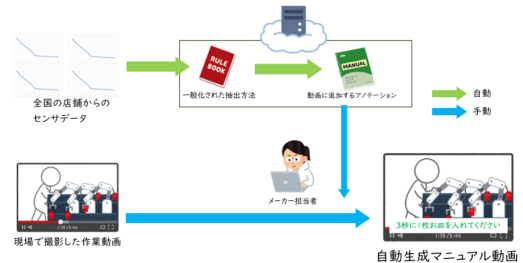 RULE
BOOK
MANUAL
一般化された抽出方法
動画に追加するアノテーション
全国の店舗からの
センサデータ
自動
手動
メーカー担当者
3秒に1枚お皿を入れてください
現場で撮影した作業動画
自動生成マニュアル動画